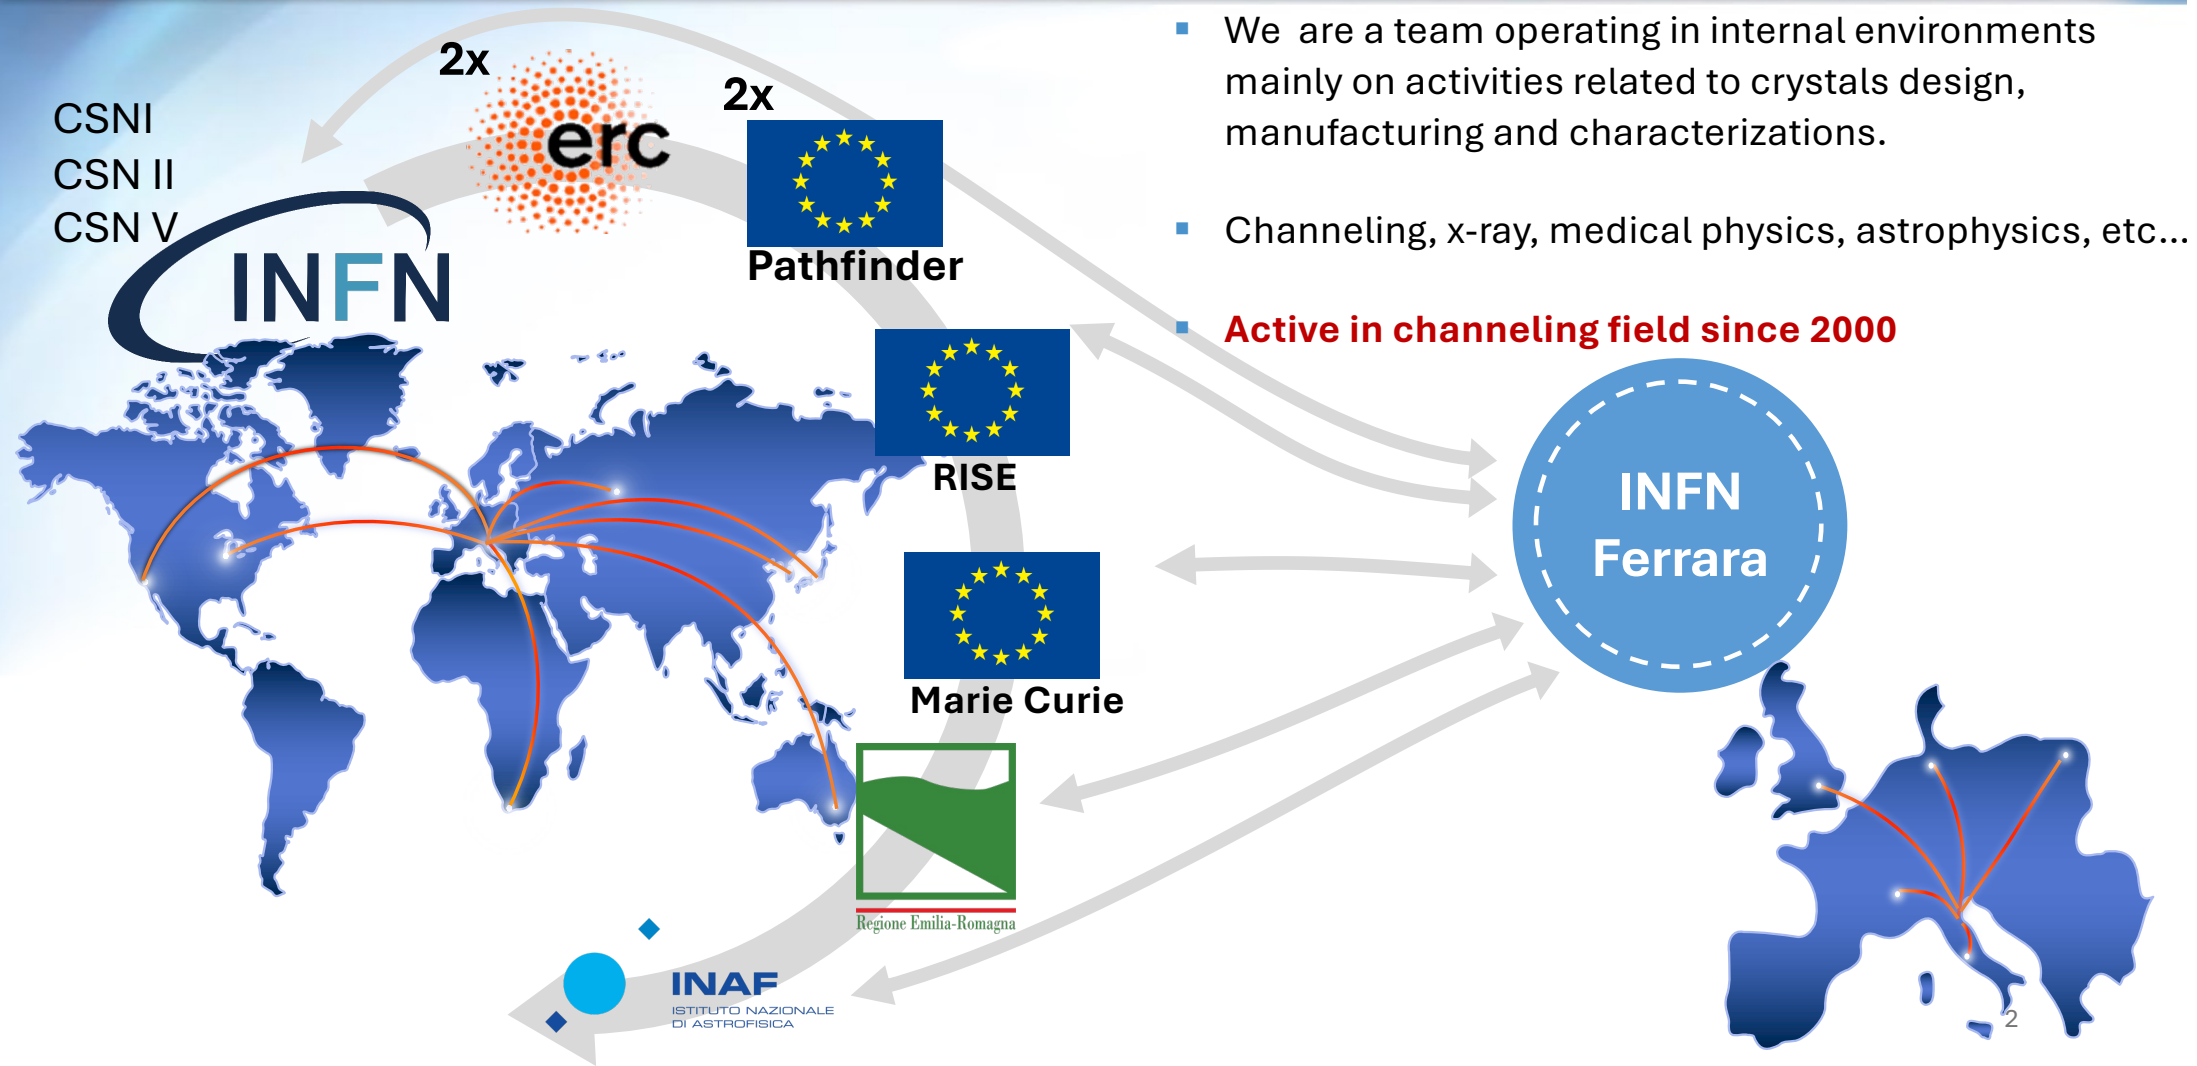 2x
erc
2x
Pathfinder
CSNI
CSN II
CSN V
INFN
RISE
Marie Curie
Regione Emilia-Romagna
INAF
ISTITUTO NAZIONALE
DI ASTROFISICA
We are a team operating in internal environments
mainly on activities related to crystals design,
manufacturing and characterizations.
Channeling, x-ray, medical physics, astrophysics, etc...
Active in channeling field since 2000
INFN
Ferrara
2